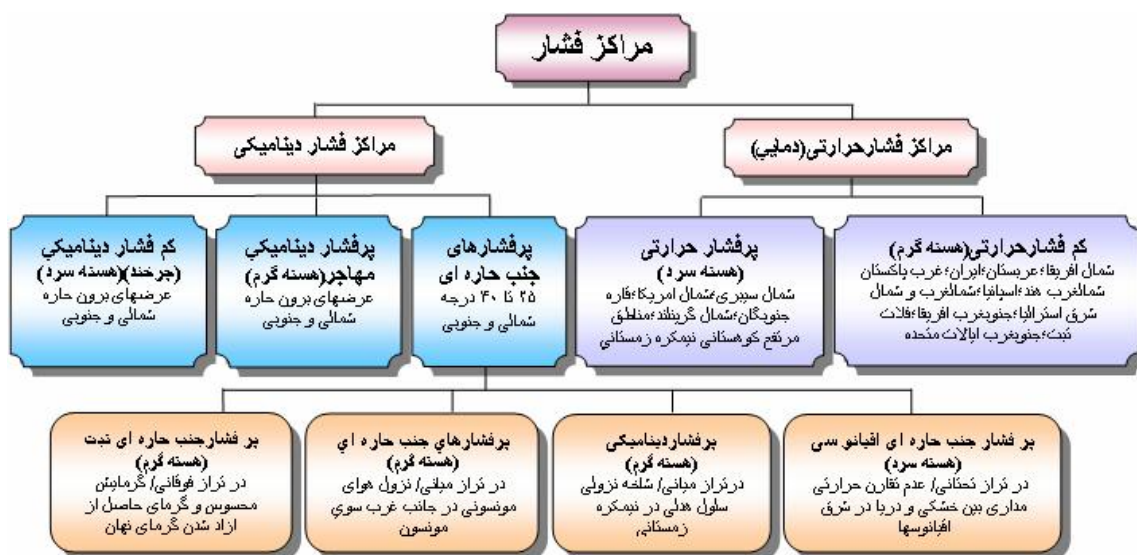 مراکز فشار
مراکز فشارحرارتی(دمایی)
مراکز فشار دینامیکی
کم فشارحرارتی(هسته گرم)
شمال افریقا؛عربستان؛ایران؛غرب پاکستان
شمالغرب هند؛اسپانیا؛شمالغرب و شمال
شرق استرالیا؛جنوبغرب افریقا؛فلات
تبت؛جنوبغرب ایالات متحده
پرفشار حرارتی
(هسته سرد)
شمال سیبری؛شمال امریکا؛قاره
جنوبگان؛شمال گرینلند؛مناطق
مرتفع کوهستانی نیمکره زمستانی
پرفشارهای
جنب حاره ای
۲۵ تا ۴۰ درجه
شمالی و جنوبی
پرفشار دینامیکی
مهاجر(هسته گرم)
عرضهای برون حاره
شمالی و جنوبی
کم فشار دینامیکی
(چرخند)(هسته سرد)
عرضهای برون حاره
شمالی و جنوبی
پر فشار جنب حاره ای اقیانوسی
(هسته سرد)
در تراز تحتانی/ عدم تقارن حرارتی
مداری بین خشکی و دریا در شرق
اقیانوسها
پرفشاردینامیکی
(هسته گرم)
درتراز میانی/ شاخه نزولی
سلول هدلی در نیمکره
زمستانی
پرفشارهای جنب حاره ای
(هسته گرم)
در تراز میانی/ نزول هوای
مونسونی در جانب غرب سوی
مونسون
پر فشارجنب حاره ای تبت
(هسته گرم)
در تراز فوقانی/ گرمایش
محسوس و گرمای حاصل از
ازاد شدن گرمای نهان